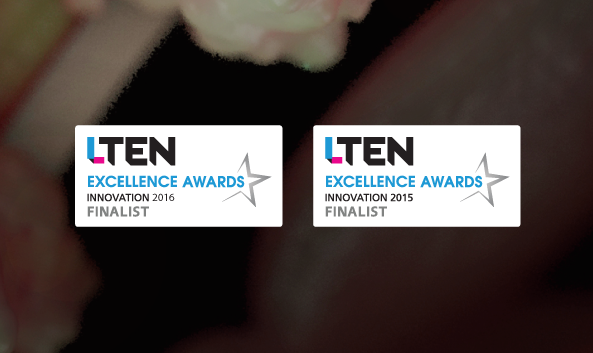 LTEN
EXCELLENCE AWARDS
INNOVATION 2016
FINALIST
LTEN
EXCELLENCE AWARDS
INNOVATION 2015
FINALIST